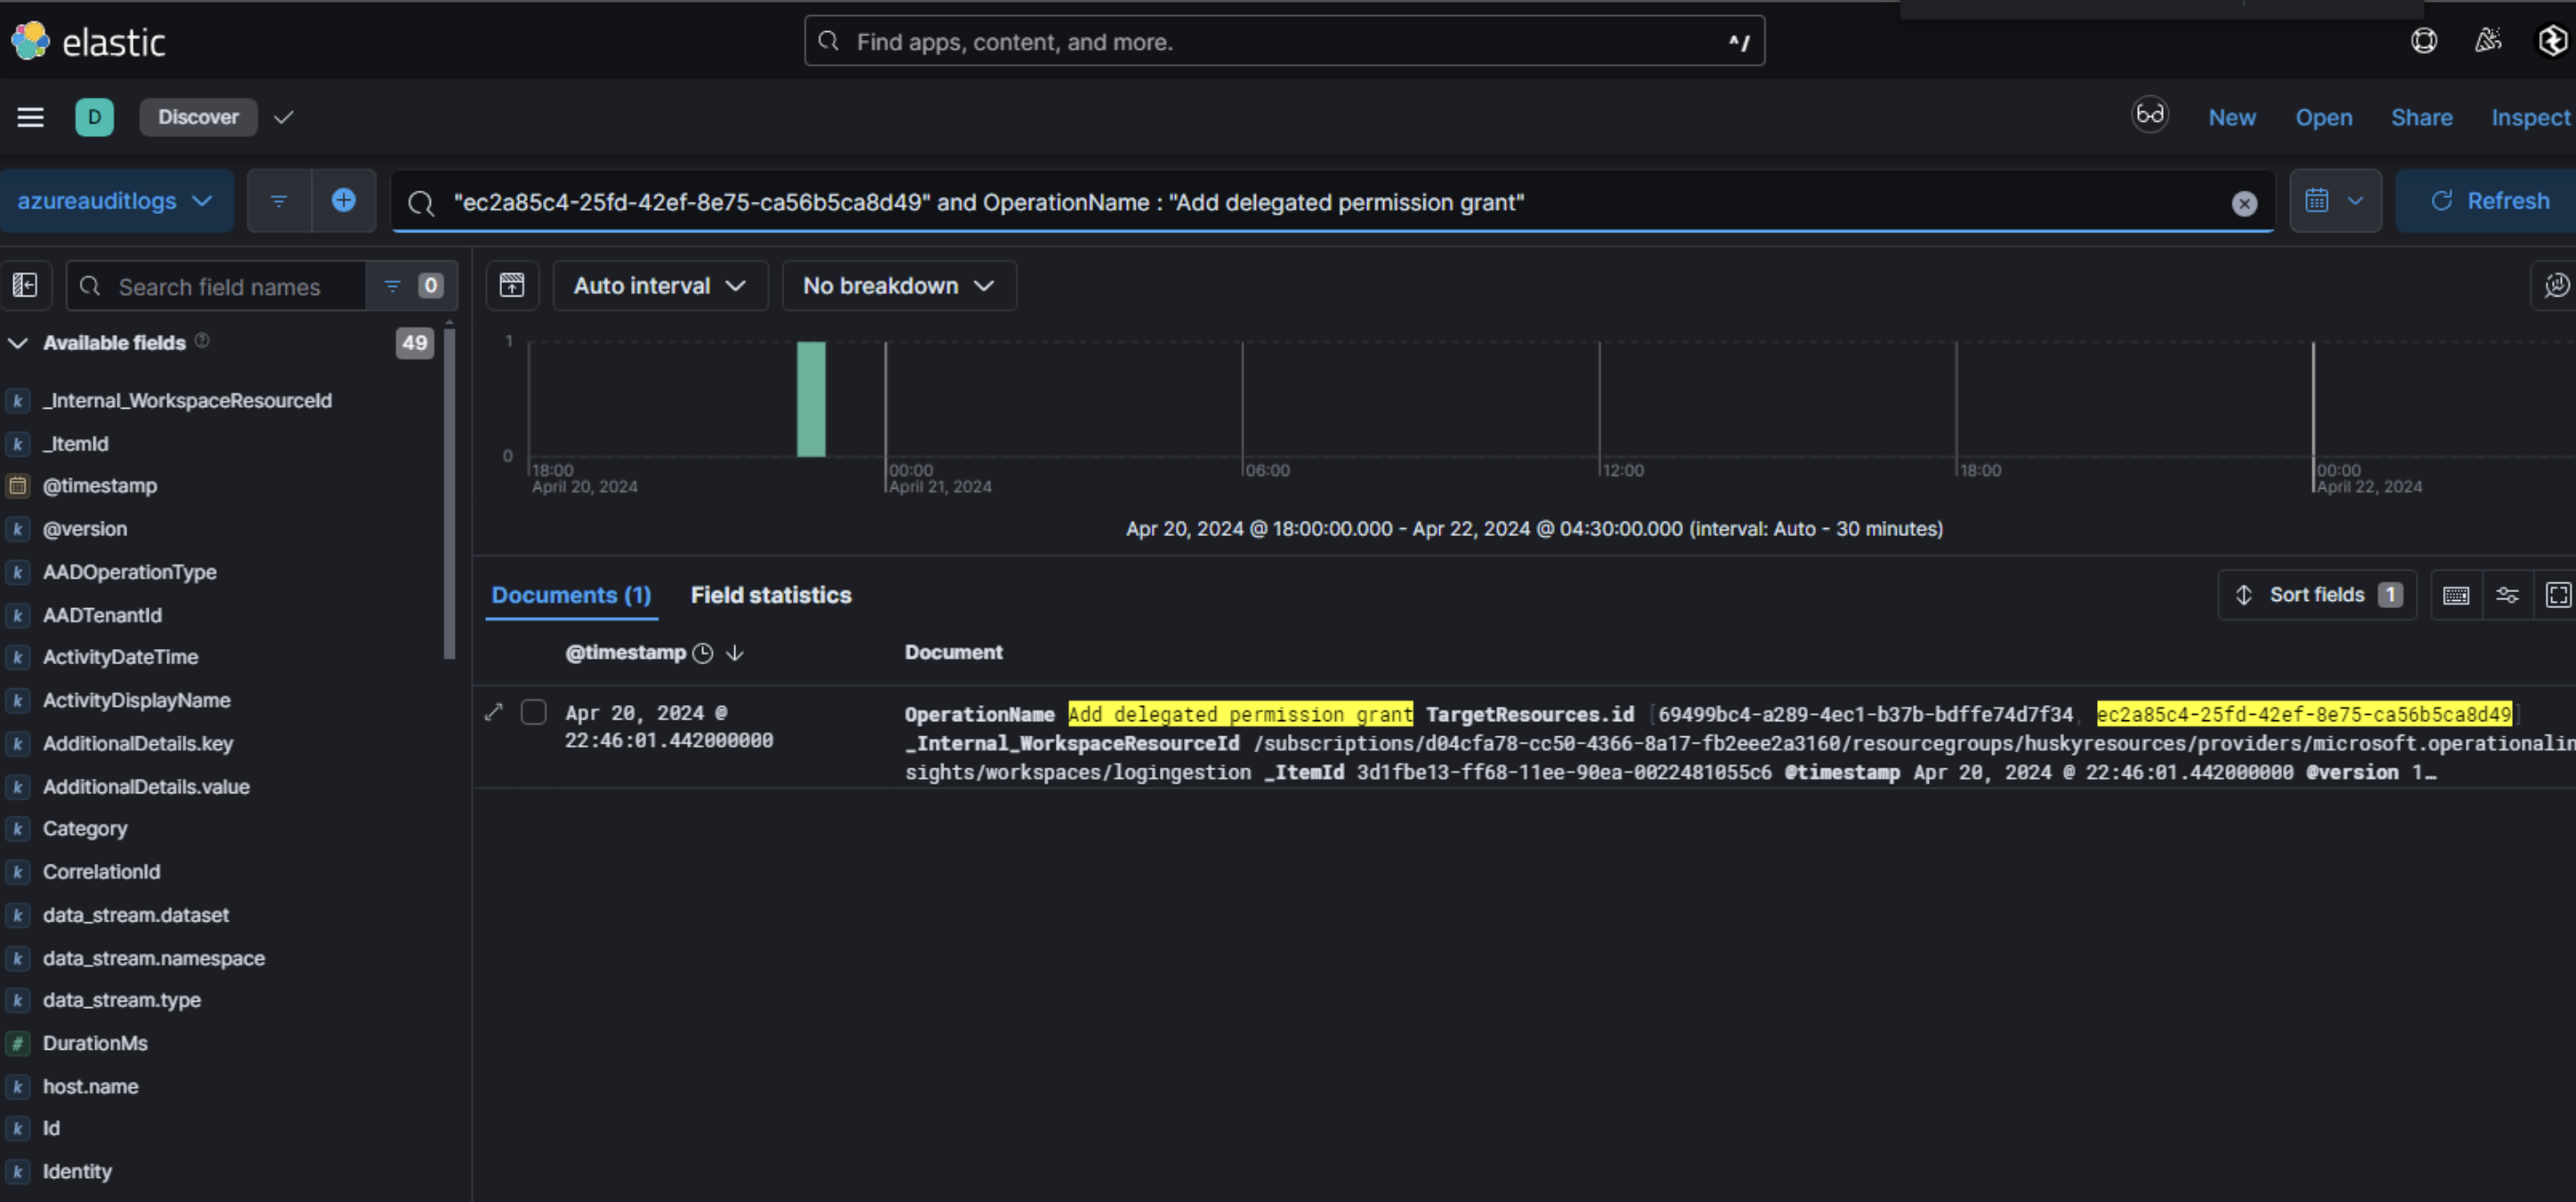 elastic
Find apps, content, and more.
^/
D
Discover
New
Open
Share
Inspect
azureauditlogs
"ec2a85c4-25fd-42ef-8e75-ca56b5ca8d49" and OperationName : "Add delegated permission grant"
Refresh
Search field names
0
Auto interval
No breakdown
Available fields
49
_Internal_WorkspaceResourceId
_ItemId
@timestamp
@version
AADOperationType
AADTenantId
ActivityDateTime
ActivityDisplayName
AdditionalDetails.key
AdditionalDetails.value
Category
CorrelationId
data_stream.dataset
data_stream.namespace
data_stream.type
DurationMs
host.name
Id
Identity
1
0
18:00
April 20, 2024
00:00
April 21, 2024
06:00
12:00
18:00
00:00
April 22, 2024
Apr 20, 2024 @ 18:00:00.000 - Apr 22, 2024 @ 04:30:00.000 (interval: Auto - 30 minutes)
Documents (1)
Field statistics
Sort fields 1
@timestamp
Document
Apr 20, 2024 @
22:46:01.442000000
OperationName Add delegated permission grant TargetResources.id [69499bc4-a289-4ec1-b37b-bdffe74d7f34, ec2a85c4-25fd-42ef-8e75-ca56b5ca8d49]
_Internal_WorkspaceResourceId /subscriptions/d04cfa78-cc50-4366-8a17-fb2eee2a3160/resourcegroups/huskyresources/providers/microsoft.operationalin
sights/workspaces/logingestion _ItemId 3d1fbe13-ff68-11ee-90ea-0022481055c6 @timestamp Apr 20, 2024 @ 22:46:01.442000000 @version 1…